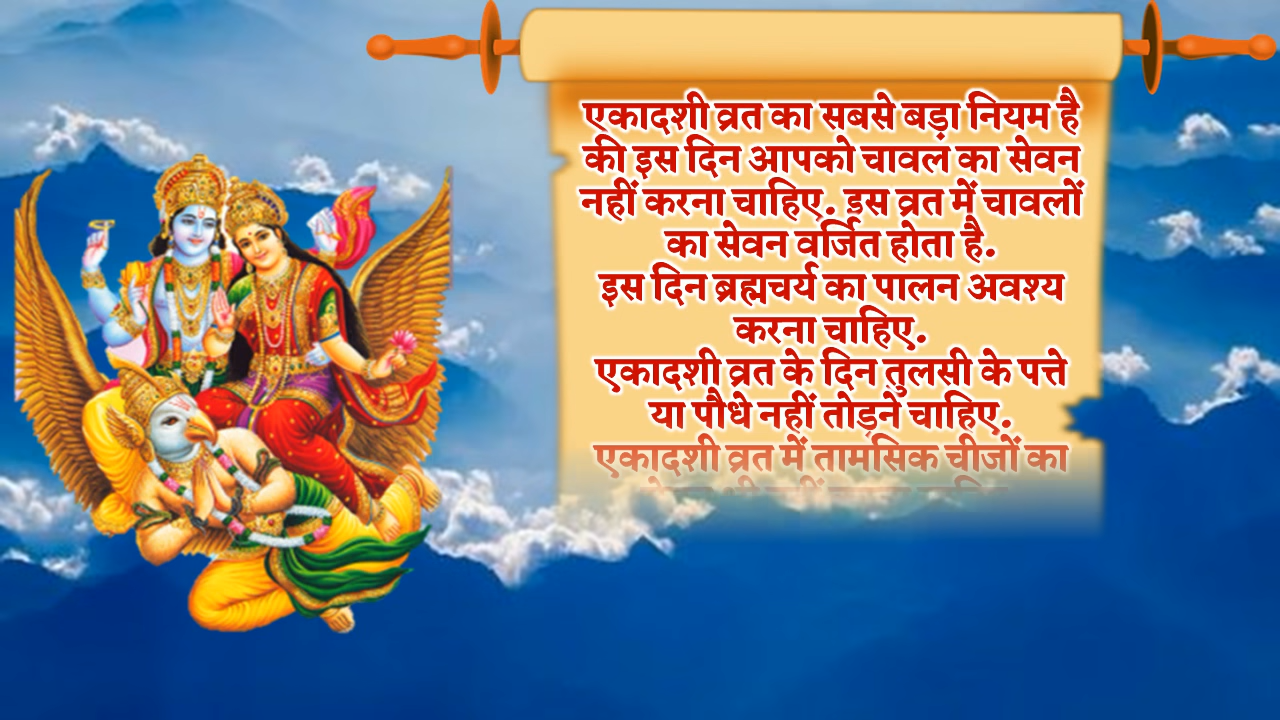 एकादशी व्रत का सबसे बड़ा नियम है
की इस दिन आपको चावल का सेवन
नहीं करना चाहिए. इस व्रत में चावलों
का सेवन वर्जित होता है.
इस दिन ब्रह्मचर्य का पालन अवश्य
करना चाहिए.
एकादशी व्रत के दिन तुलसी के पत्ते
या पौधे नहीं तोड़ने चाहिए.
एकादशी व्रत में तामसिक चीजों का